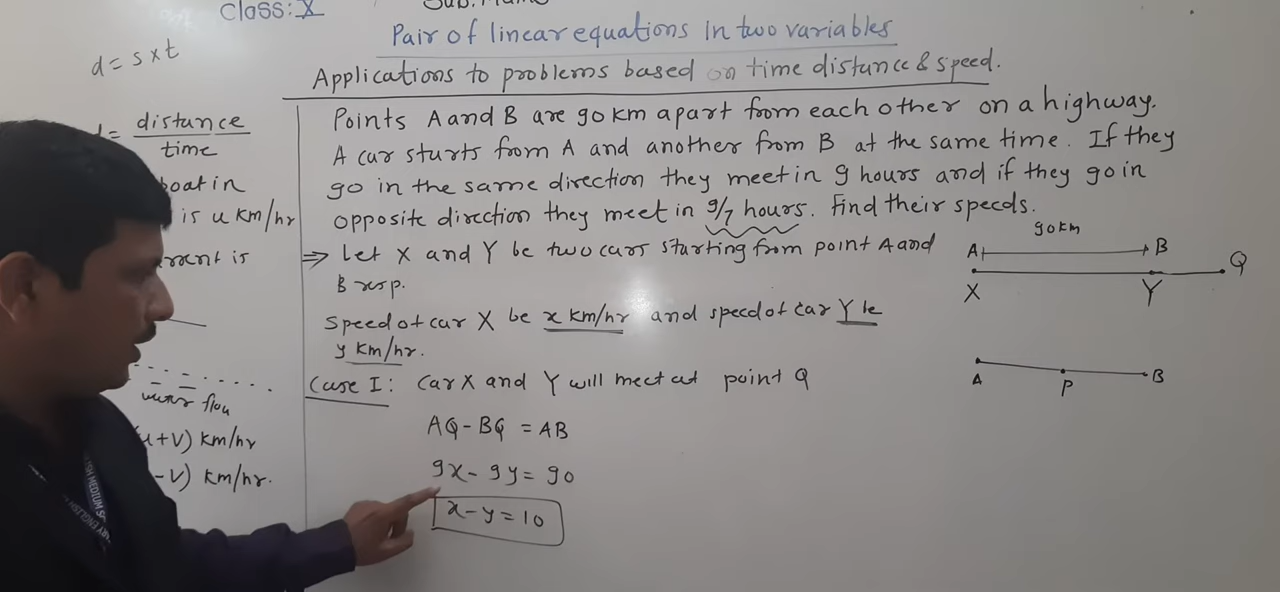 Class: X
Pair of linear equations in two variables
Applications to problems based on time distance & speed.
d = s x t
distance
time
boat in
is u km/hr
(u+v) km/hr
-v) km/hr.
Points A and B are 90 km apart from each other on a highway.
A car starts from A and another from B at the same time. If they
go in the same direction they meet in 9 hours and if they go in
opposite direction they meet in 9/7 hours. Find their speeds.
⇒ Let X and Y be two cars starting from point A and
B resp.
Speed of car X be x km/hr and speed of car Y be
y km/hr.
Case I: Car X and Y will meet at point Q
AQ - BQ = AB
9x - 9y = 90
x - y = 10
90km
A B Q
X Y
A P B